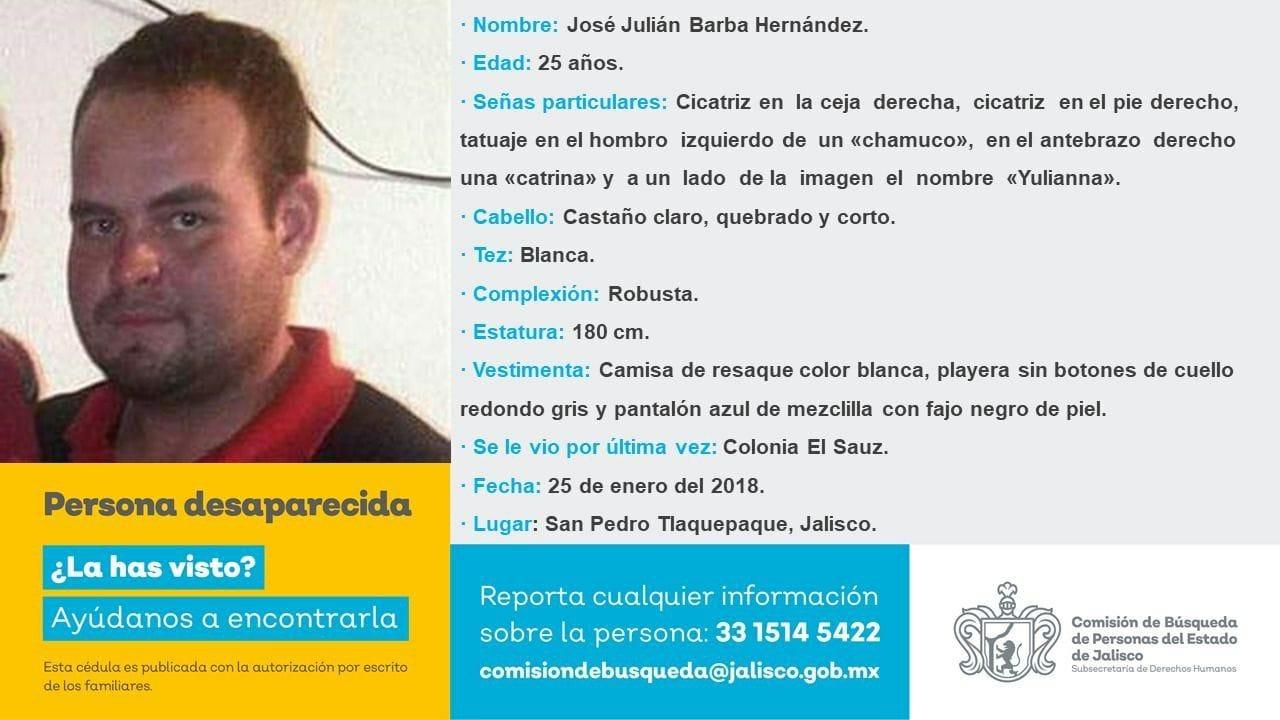 · Nombre: José Julián Barba Hernández.
· Edad: 25 años.
· Señas particulares: Cicatriz en la ceja derecha, cicatriz en el pie derecho,
tatuaje en el hombro izquierdo de un «chamuco», en el antebrazo derecho
una «catrina» y a un lado de la imagen el nombre «Yulianna».
· Cabello: Castaño claro, quebrado y corto.
· Tez: Blanca.
· Complexión: Robusta.
· Estatura: 180 cm.
· Vestimenta: Camisa de resaque color blanca, playera sin botones de cuello
redondo gris y pantalón azul de mezclilla con fajo negro de piel.
· Se le vio por última vez: Colonia El Sauz.
· Fecha: 25 de enero del 2018.
· Lugar: San Pedro Tlaquepaque, Jalisco.
Persona desaparecida
¿La has visto?
Ayúdanos a encontrarla
Esta cédula es publicada con la autorización por escrito
de los familiares.
Reporta cualquier información
sobre la persona: 33 1514 5422
comisiondebusqueda@jalisco.gob.mx
Comisión de Búsqueda
de Personas del Estado
de Jalisco
Subsecretaría de Derechos Humanos